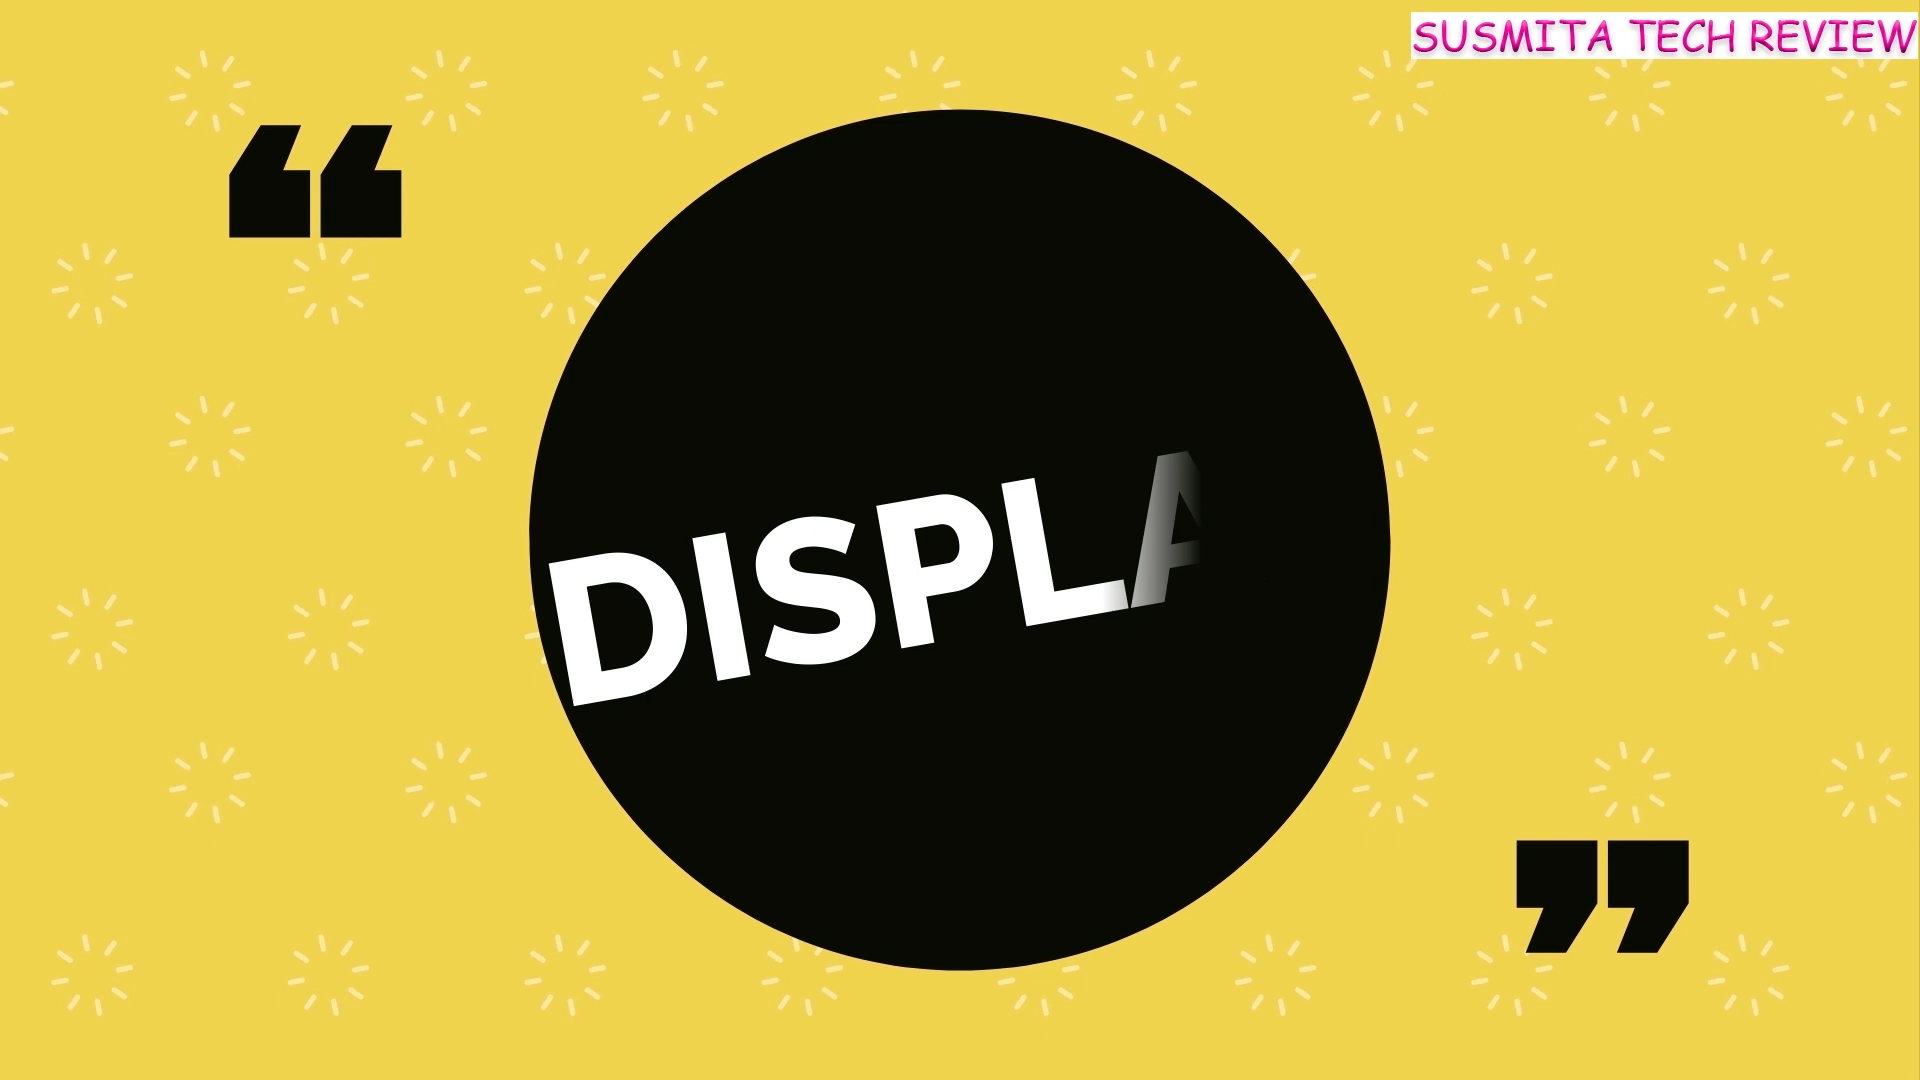 SUSMITA TECH REVIEW
“
DISPLA
”